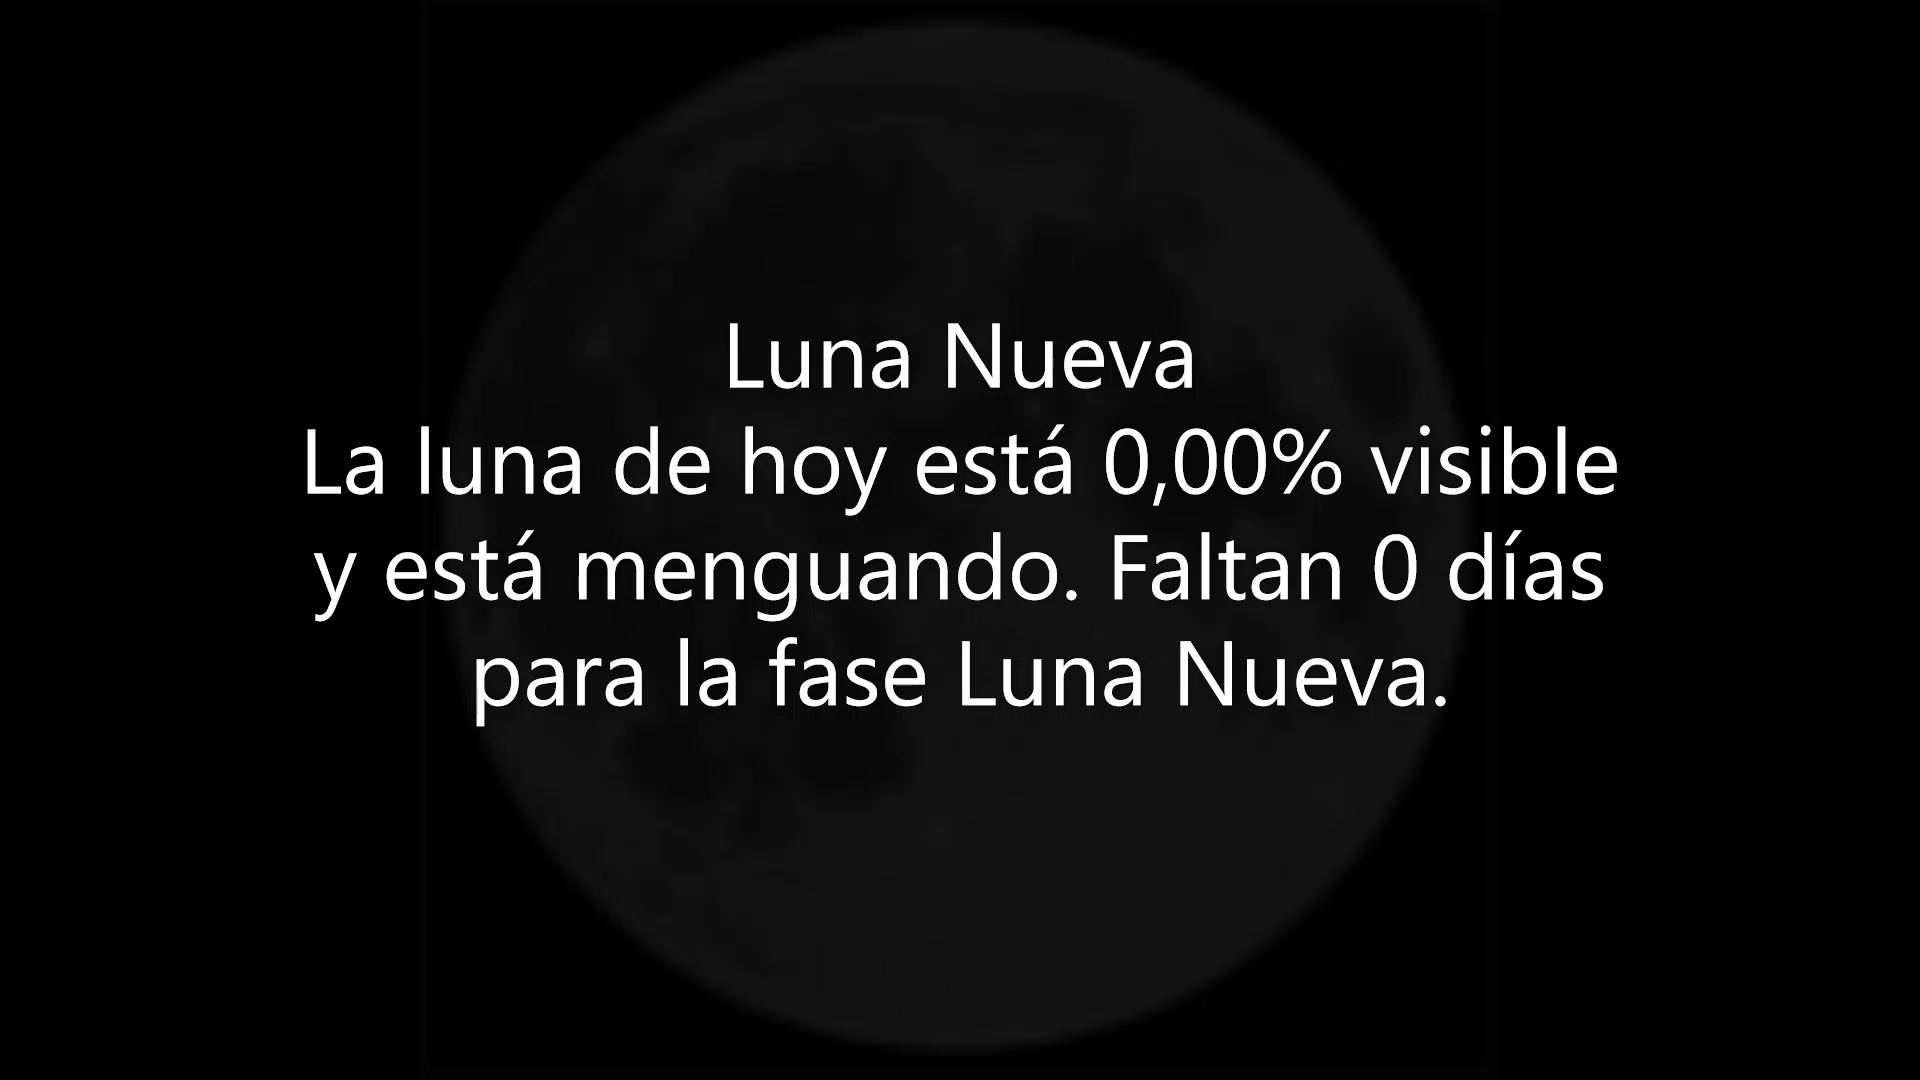 Luna Nueva
La luna de hoy está 0,00% visible
y está menguando. Faltan 0 días
para la fase Luna Nueva.